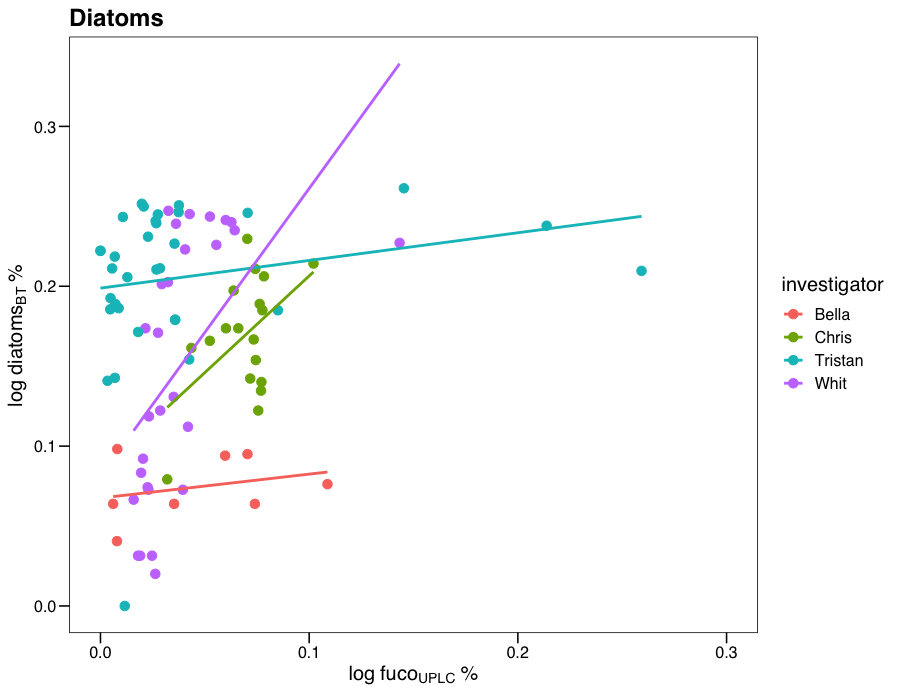 Diatoms
log diatomsBT %
0.3
0.2
0.1
0.0
0.0 0.1 0.2 0.3
log fucoUPLC %
investigator
Bella
Chris
Tristan
Whit